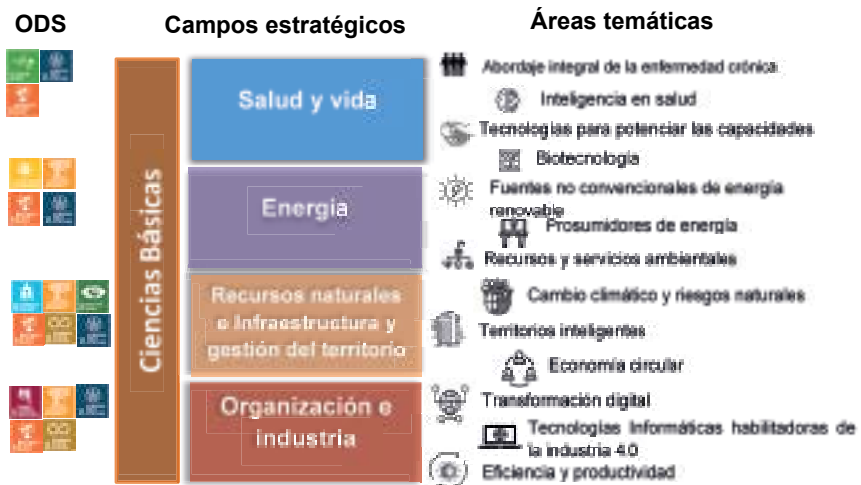 ODS
Campos estratégicos
Áreas temáticas
Ciencias Básicas
Salud y vida
Energía
Recursos naturales
e Infraestructura y
gestión del territorio
Organización e
industria
Abordaje integral de la enfermedad crónica
Inteligencia en salud
Tecnologías para potenciar las capacidades
Biotecnología
Fuentes no convencionales de energía
renovable
Prosumidores de energía
Recursos y servicios ambientales
Cambio climático y riesgos naturales
Territorios inteligentes
Economía circular
Transformación digital
Tecnologías Informáticas habilitadoras de
la industria 4.0
Eficiencia y productividad